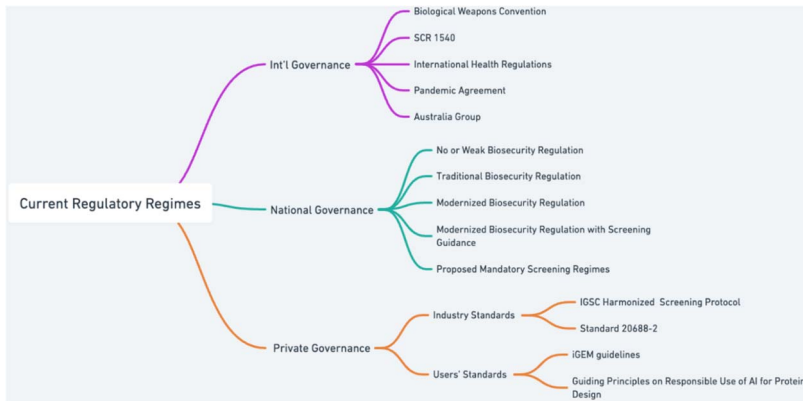 Current Regulatory Regimes
Int'l Governance
Biological Weapons Convention
SCR 1540
International Health Regulations
Pandemic Agreement
Australia Group
National Governance
No or Weak Biosecurity Regulation
Traditional Biosecurity Regulation
Modernized Biosecurity Regulation
Modernized Biosecurity Regulation with Screening
Guidance
Proposed Mandatory Screening Regimes
Private Governance
Industry Standards
IGSC Harmonized Screening Protocol
Standard 20688-2
Users' Standards
iGEM guidelines
Guiding Principles on Responsible Use of AI for Protein
Design